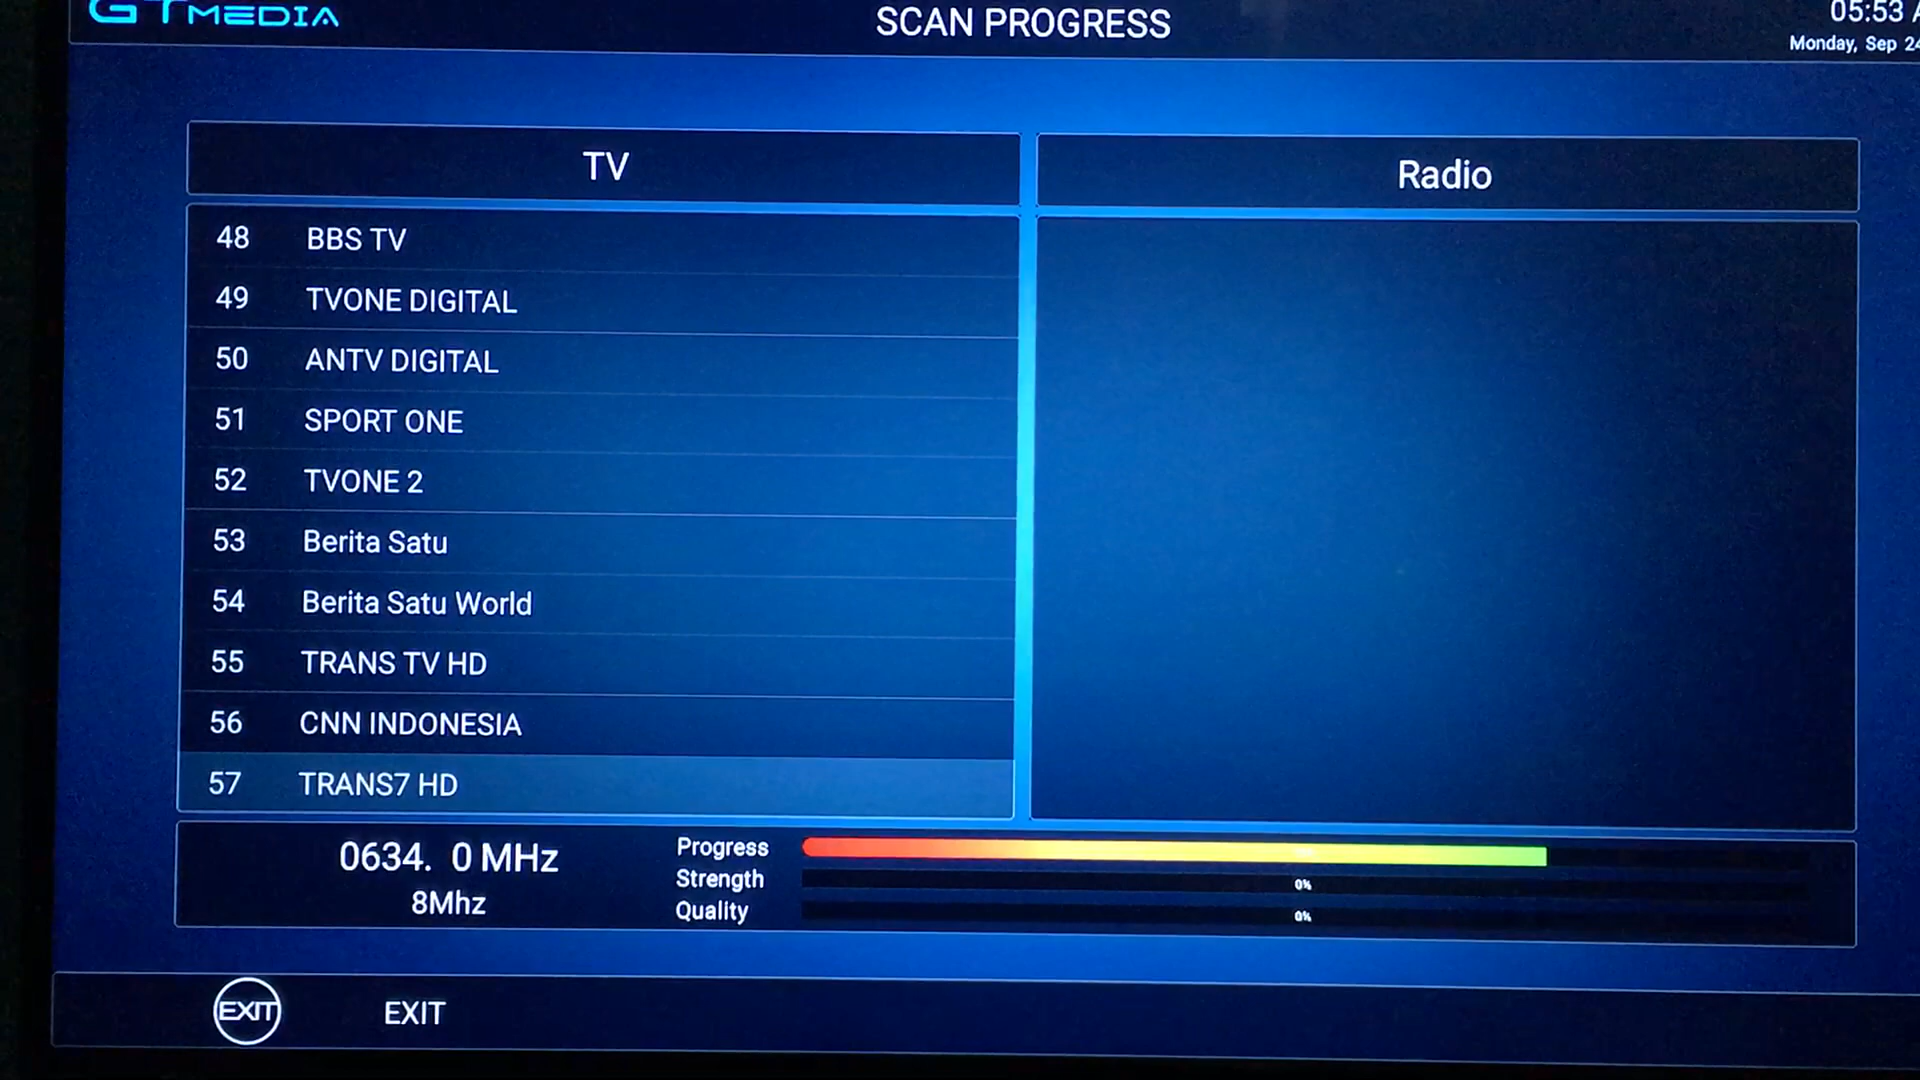 GTMEDIA
SCAN PROGRESS
05:53
Monday, Sep 24
TV
Radio
48 BBS TV
49 TVONE DIGITAL
50 ANTV DIGITAL
51 SPORT ONE
52 TVONE 2
53 Berita Satu
54 Berita Satu World
55 TRANS TV HD
56 CNN INDONESIA
57 TRANS7 HD
0634. 0 MHz
8Mhz
Progress
Strength 0%
Quality 0%
EXIT EXIT